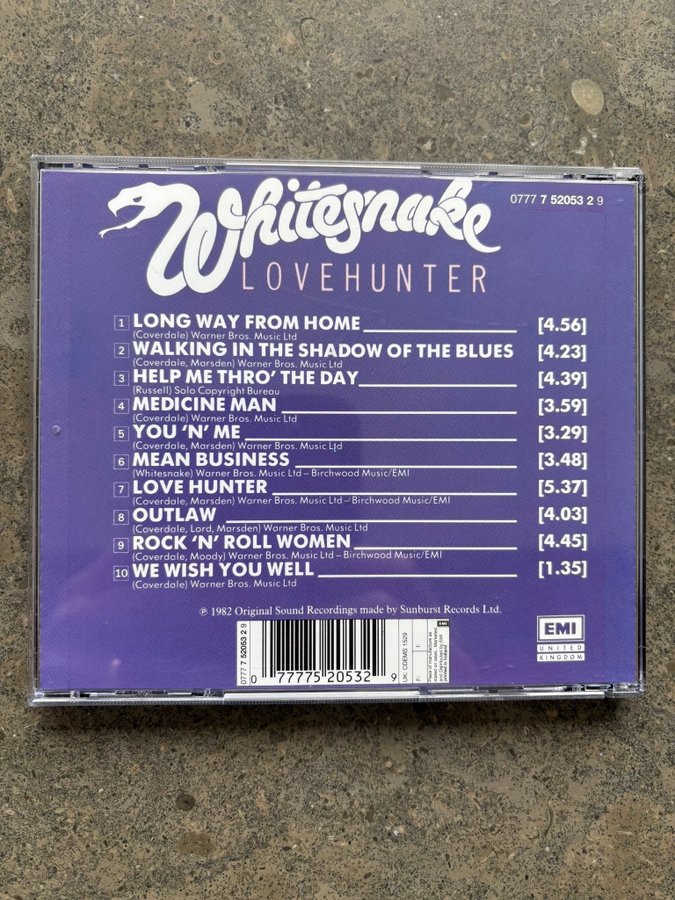 Whitesnake
0777 7 52053 2 9
LOVEHUNTER
1 LONG WAY FROM HOME [4.56]
(Coverdale) Warner Bros. Music Ltd
2 WALKING IN THE SHADOW OF THE BLUES [4.23]
(Coverdale, Marsden) Warner Bros. Music Ltd
3 HELP ME THRO' THE DAY [4.39]
(Russell) Solo Copyright Bureau
4 MEDICINE MAN [3.59]
(Coverdale) Warner Bros. Music Ltd
5 YOU 'N' ME [3.29]
(Coverdale, Marsden) Warner Bros. Music Ltd
6 MEAN BUSINESS [3.48]
(Whitesnake) Warner Bros. Music Ltd – Birchwood Music/EMI
7 LOVE HUNTER [5.37]
(Coverdale, Marsden) Warner Bros. Music Ltd – Birchwood Music/EMI
8 OUTLAW [4.03]
(Coverdale, Lord, Marsden) Warner Bros. Music Ltd
9 ROCK 'N' ROLL WOMEN [4.45]
(Coverdale, Moody) Warner Bros. Music Ltd – Birchwood Music/EMI
10 WE WISH YOU WELL [1.35]
(Coverdale) Warner Bros. Music Ltd
℗ 1982 Original Sound Recordings made by Sunburst Records Ltd.
EMI
UNITED
KINGDOM
0777 7 52053 2 9
0 77775 20532 9
UK: CDEMS 1529
F: I:
EMI